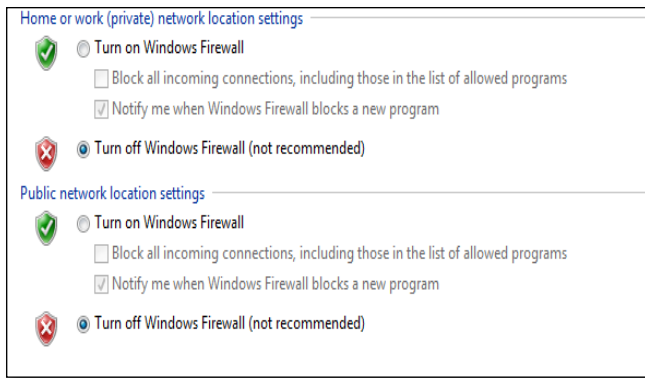 Home or work (private) network location settings
Turn on Windows Firewall
Block all incoming connections, including those in the list of allowed programs
Notify me when Windows Firewall blocks a new program
Turn off Windows Firewall (not recommended)
Public network location settings
Turn on Windows Firewall
Block all incoming connections, including those in the list of allowed programs
Notify me when Windows Firewall blocks a new program
Turn off Windows Firewall (not recommended)